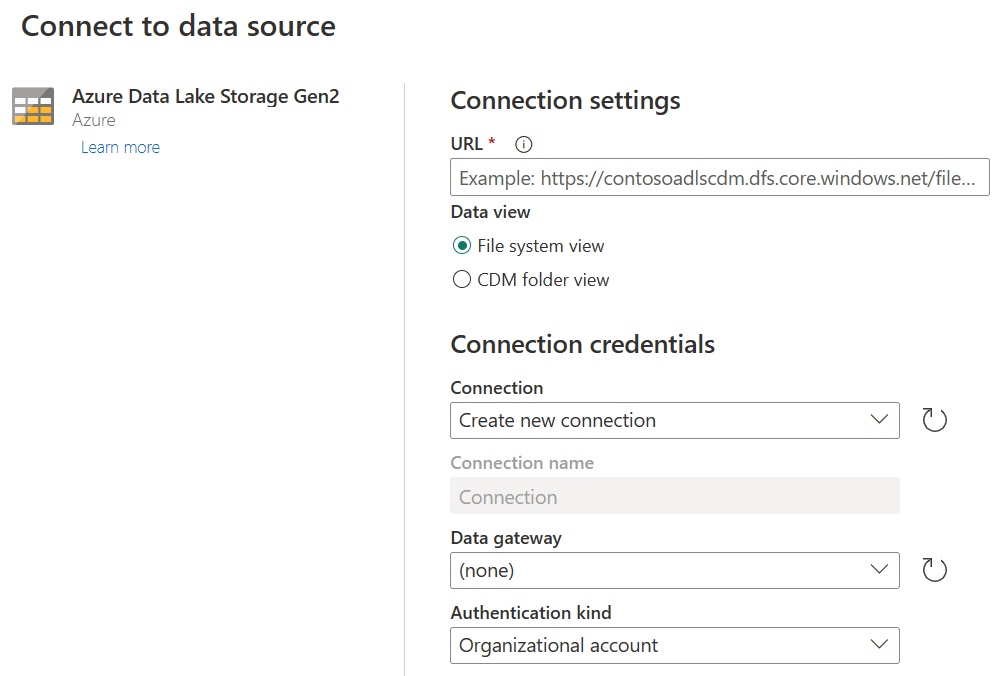 Connect to data source
Azure Data Lake Storage Gen2
Azure
Learn more
Connection settings
URL *
Example: https://contosoadlscdm.dfs.core.windows.net/file...
Data view
File system view
CDM folder view
Connection credentials
Connection
Create new connection
Connection name
Connection
Data gateway
(none)
Authentication kind
Organizational account